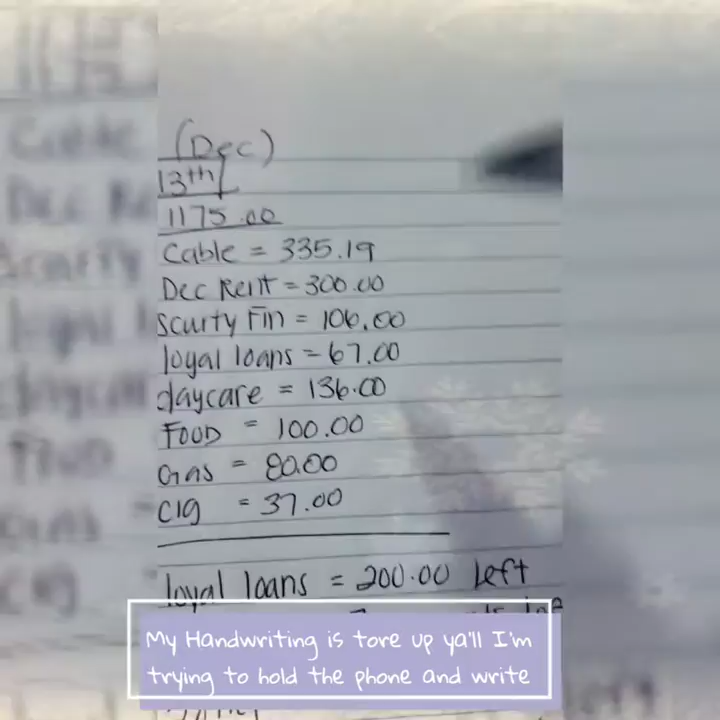 (Dec)
13th
1175.00
Cable = 335.19
Dec Rent = 300.00
Scurty Fin = 106.00
loyal loans = 67.00
daycare = 136.00
FOOD = 100.00
Gas = 80.00
CIg = 37.00
loyal loans = 200.00 Left
My Handwriting is tore up ya'll I'm
trying to hold the phone and write